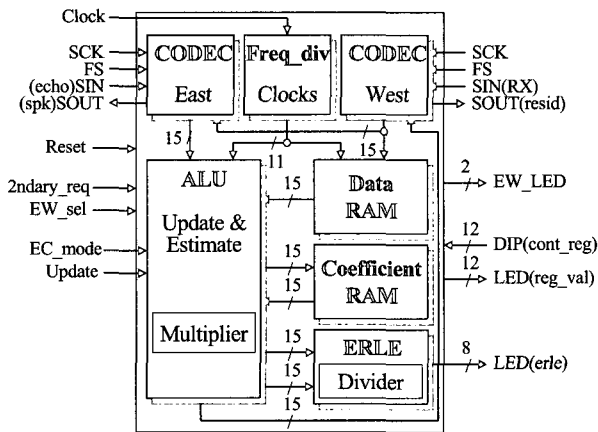 Clock
SCK
FS
(echo)SIN
(spk)SOUT
CODEC
East
Freq_div
Clocks
CODEC
West
SCK
FS
SIN(RX)
SOUT(resid)
15
11
15
Reset
2ndary_req
EW_sel
EC_mode
Update
ALU
Update &
Estimate
Multiplier
15
Data
RAM
15
15
Coefficient
RAM
15
15
15
ERLE
Divider
2
EW_LED
12
DIP(cont_reg)
12
LED(reg_val)
8
LED(erle)